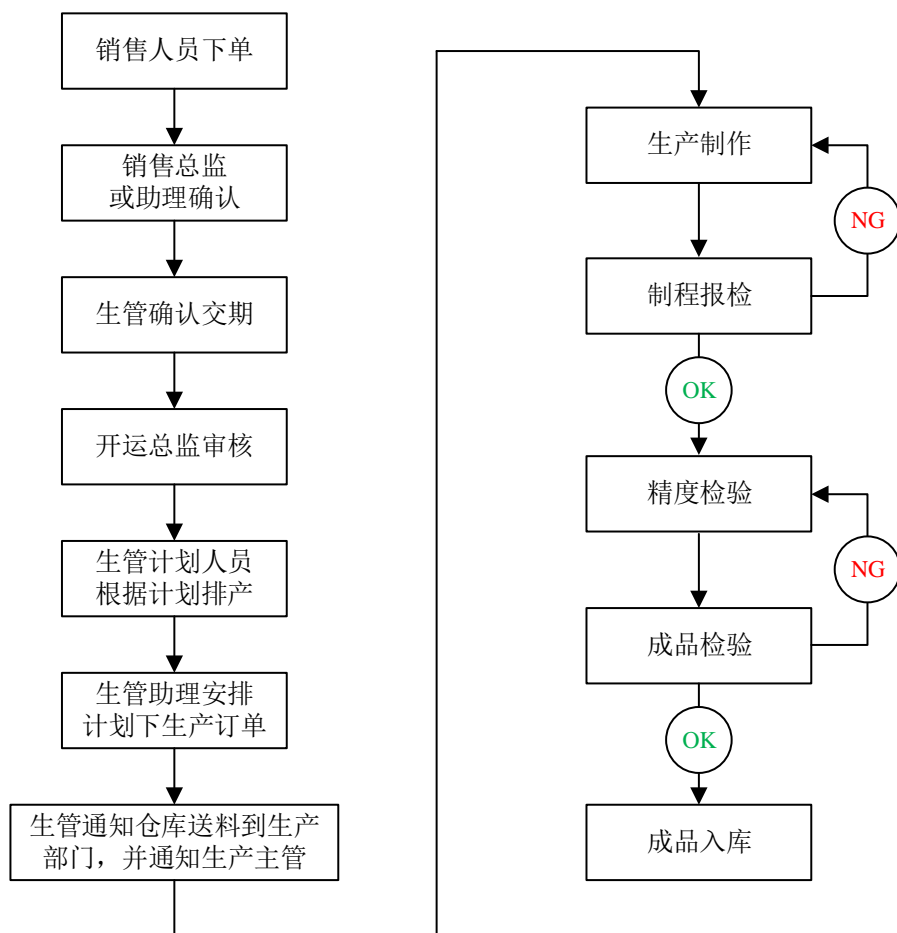 销售人员下单
销售总监
或助理确认
生管确认交期
开运总监审核
生管计划人员
根据计划排产
生管助理安排
计划下生产订单
生管通知仓库送料到生产
部门，并通知生产主管
生产制作
NG
制程报检
OK
精度检验
NG
成品检验
OK
成品入库